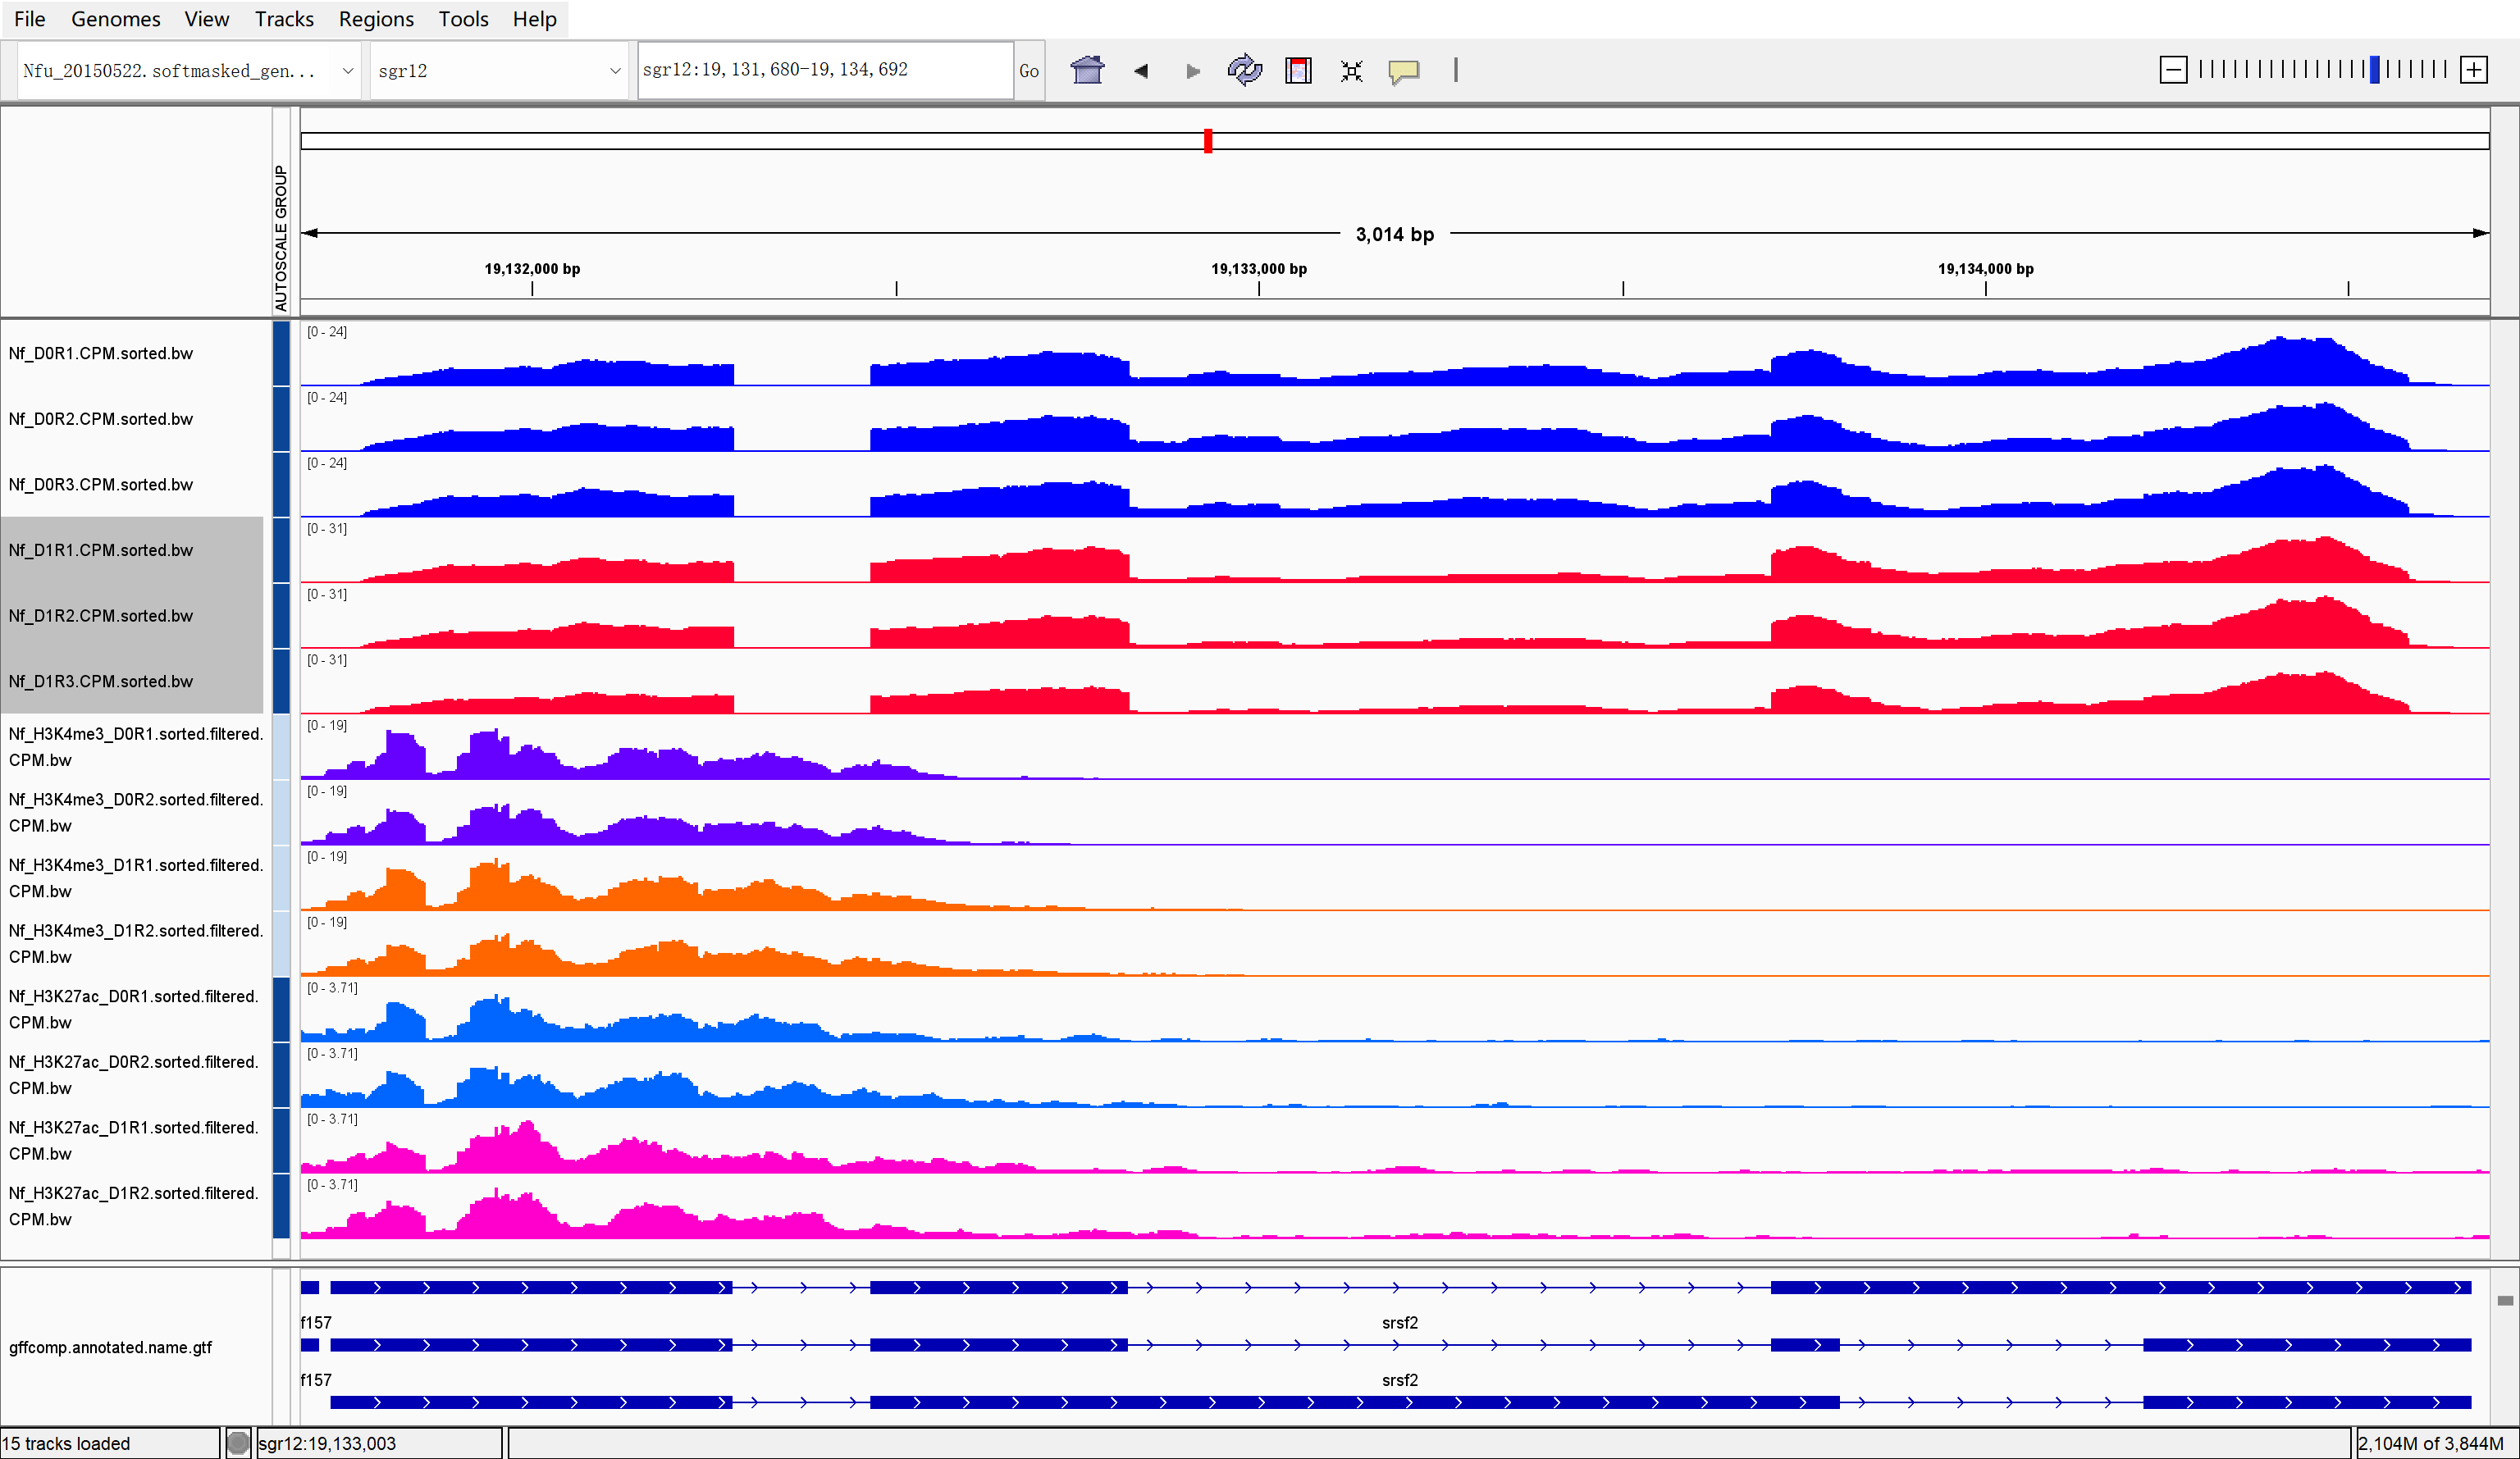 File Genomes View Tracks Regions Tools Help
Nfu_20150522.softmasked_gen... sgr12 sgr12:19,131,680-19,134,692 Go
AUTOSCALE GROUP
3,014 bp
19,132,000 bp 19,133,000 bp 19,134,000 bp
[0 - 24]
Nf_D0R1.CPM.sorted.bw
[0 - 24]
Nf_D0R2.CPM.sorted.bw
[0 - 24]
Nf_D0R3.CPM.sorted.bw
[0 - 31]
Nf_D1R1.CPM.sorted.bw
[0 - 31]
Nf_D1R2.CPM.sorted.bw
[0 - 31]
Nf_D1R3.CPM.sorted.bw
[0 - 19]
Nf_H3K4me3_D0R1.sorted.filtered.
CPM.bw
[0 - 19]
Nf_H3K4me3_D0R2.sorted.filtered.
CPM.bw
[0 - 19]
Nf_H3K4me3_D1R1.sorted.filtered.
CPM.bw
[0 - 19]
Nf_H3K4me3_D1R2.sorted.filtered.
CPM.bw
[0 - 3.71]
Nf_H3K27ac_D0R1.sorted.filtered.
CPM.bw
[0 - 3.71]
Nf_H3K27ac_D0R2.sorted.filtered.
CPM.bw
[0 - 3.71]
Nf_H3K27ac_D1R1.sorted.filtered.
CPM.bw
[0 - 3.71]
Nf_H3K27ac_D1R2.sorted.filtered.
CPM.bw
f157 srsf2
gffcomp.annotated.name.gtf
f157 srsf2
15 tracks loaded sgr12:19,133,003 2,104M of 3,844M